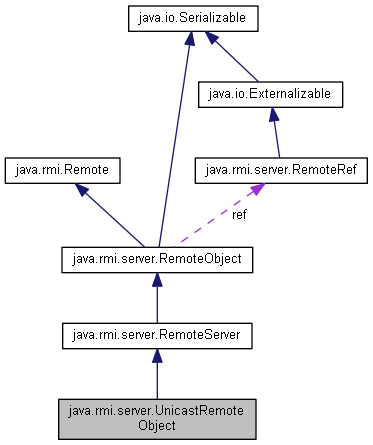 java.io.Serializable
java.io.Externalizable
java.rmi.Remote
java.rmi.server.RemoteRef
ref
java.rmi.server.RemoteObject
java.rmi.server.RemoteServer
java.rmi.server.UnicastRemote
Object